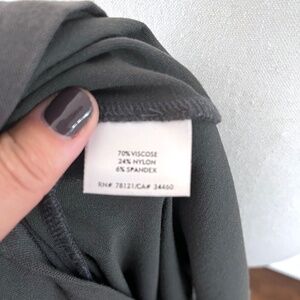 70% VISCOSE
24% NYLON
6% SPANDEX
RN# 78121/CA# 34460